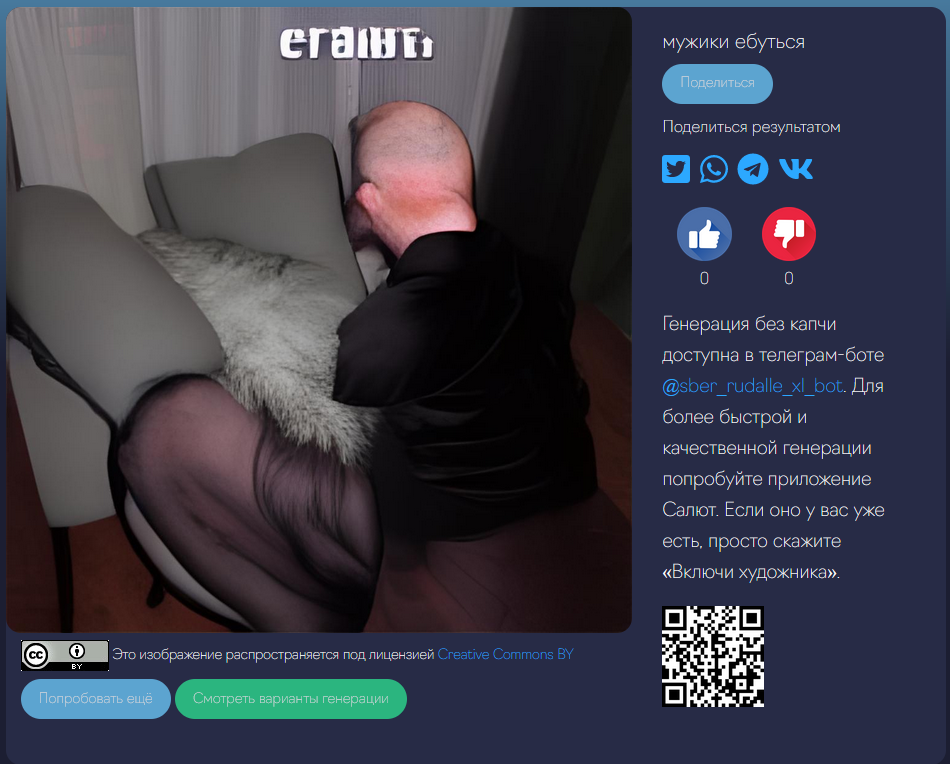 мужики ебуться
Поделиться
Поделиться результатом
0 0
Генерация без капчи
доступна в телеграм-боте
@sber_rudalle_xl_bot. Для
более быстрой и
качественной генерации
попробуйте приложение
Салют. Если оно у вас уже
есть, просто скажите
«Включи художника».
cc BY Это изображение распространяется под лицензией Creative Commons BY
Попробовать ещё Смотреть варианты генерации